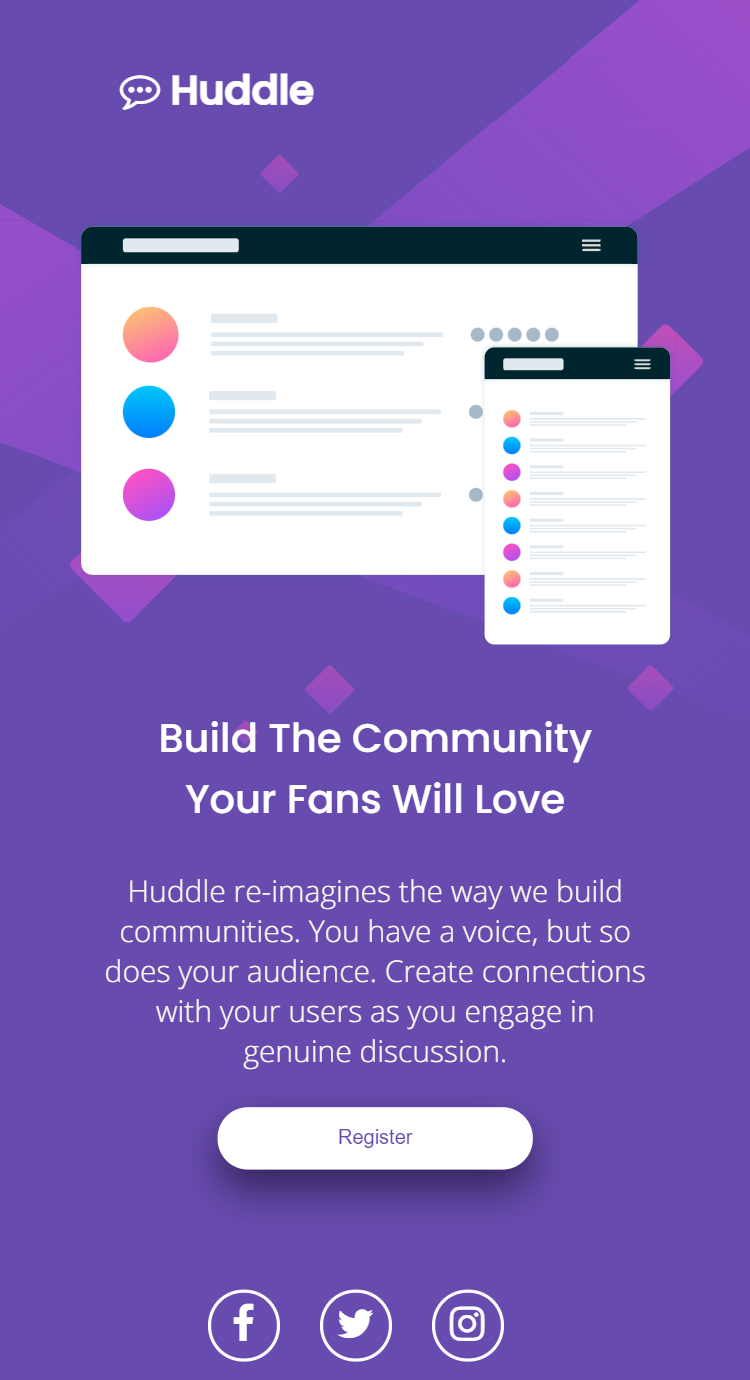 Huddle
Build The Community
Your Fans Will Love
Huddle re-imagines the way we build
communities. You have a voice, but so
does your audience. Create connections
with your users as you engage in
genuine discussion.
Register